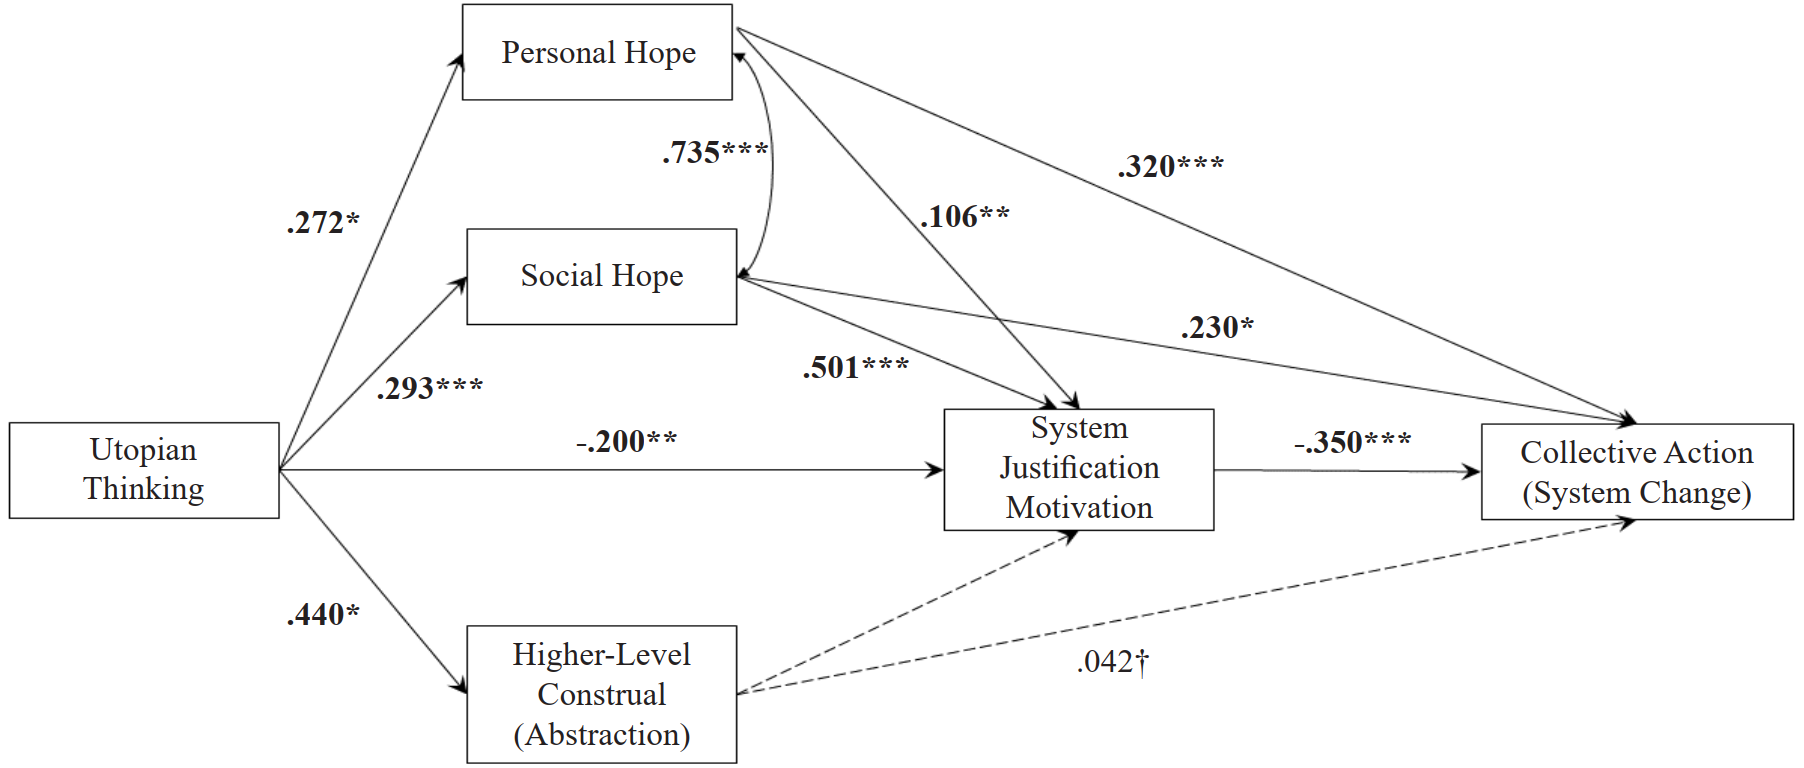 Personal Hope
.735***
.320***
.272*
.106**
Social Hope
.230*
.293***
.501***
Utopian
Thinking
-.200**
System
Justification
Motivation
-.350***
Collective Action
(System Change)
.440*
Higher-Level
Construal
(Abstraction)
.042†